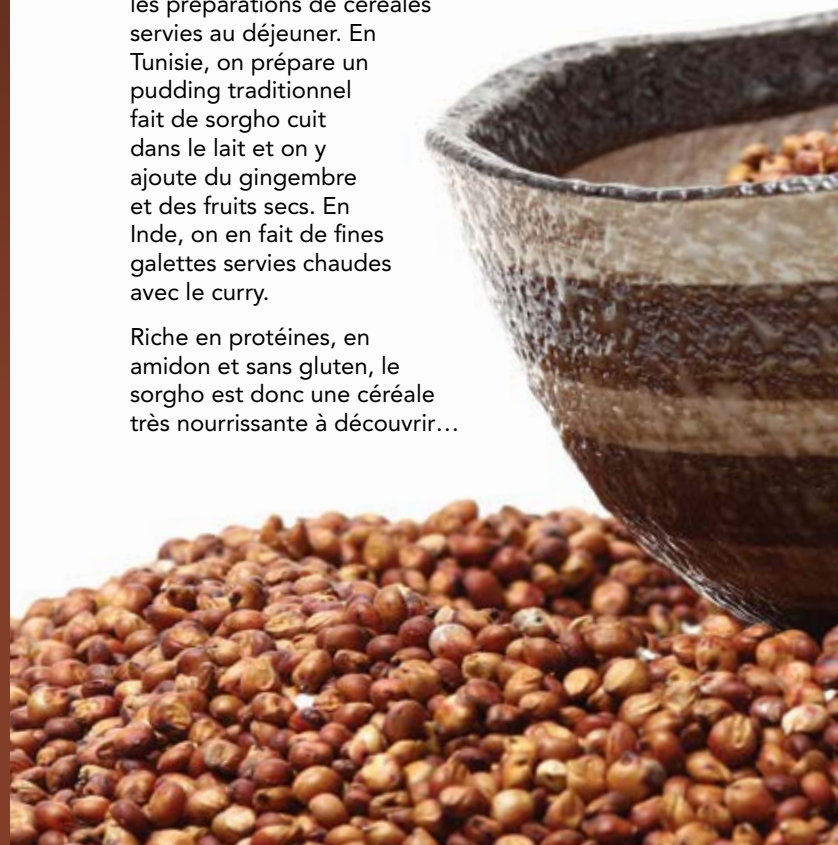 les préparations de céréales
servies au déjeuner. En
Tunisie, on prépare un
pudding traditionnel
fait de sorgho cuit
dans le lait et on y
ajoute du gingembre
et des fruits secs. En
Inde, on en fait de fines
galettes servies chaudes
avec le curry.
Riche en protéines, en
amidon et sans gluten, le
sorgho est donc une céréale
très nourrissante à découvrir…